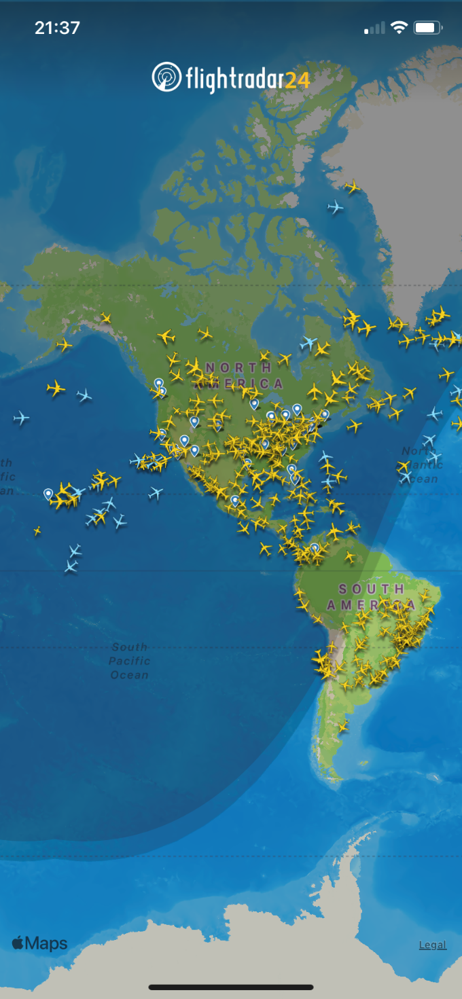 21:37
flightradar24
NORTH
AMERICA
North
Atlantic
Ocean
SOUTH
AMERICA
South
Pacific
Ocean
Maps
Legal